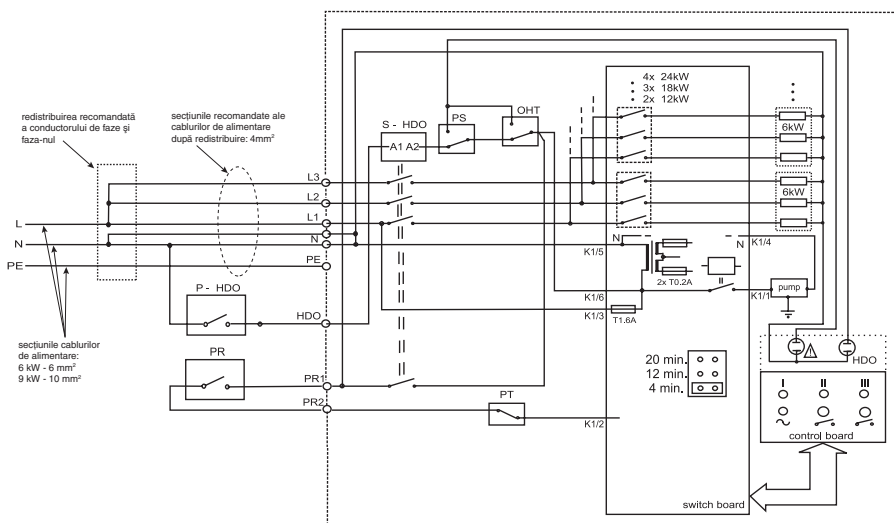 redistribuirea recomandată
a conductorului de faze şi
faza-nul
secţiunile recomandate ale
cablurilor de alimentare
după redistribuire: 4mm²
S - HDO
A1 A2
PS
OHT
4x 24kW
3x 18kW
2x 12kW
6kW
6kW
L3
L2
L1
N
PE
L
N
PE
HDO
P - HDO
PR
PR1
PR2
PT
secţiunile cablurilor
de alimentare:
6 kW - 6 mm²
9 kW - 10 mm²
N
K1/5
N
K1/4
2x T0.2A
II
K1/6
K1/3
T1.6A
K1/1
pump
K1/2
20 min.
12 min.
4 min.
HDO
I II III
control board
switch board